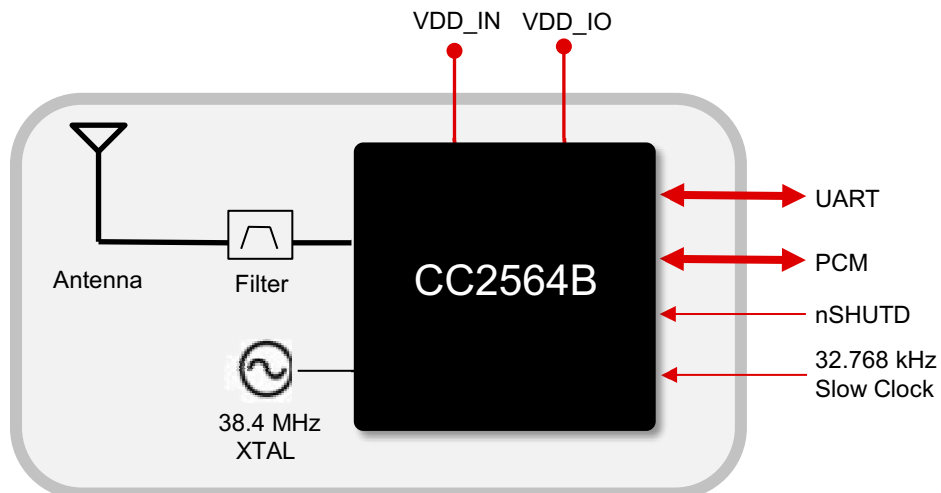 VDD_IN VDD_IO
UART
CC2564B
PCM
Antenna
Filter
nSHUTD
32.768 kHz
Slow Clock
38.4 MHz
XTAL